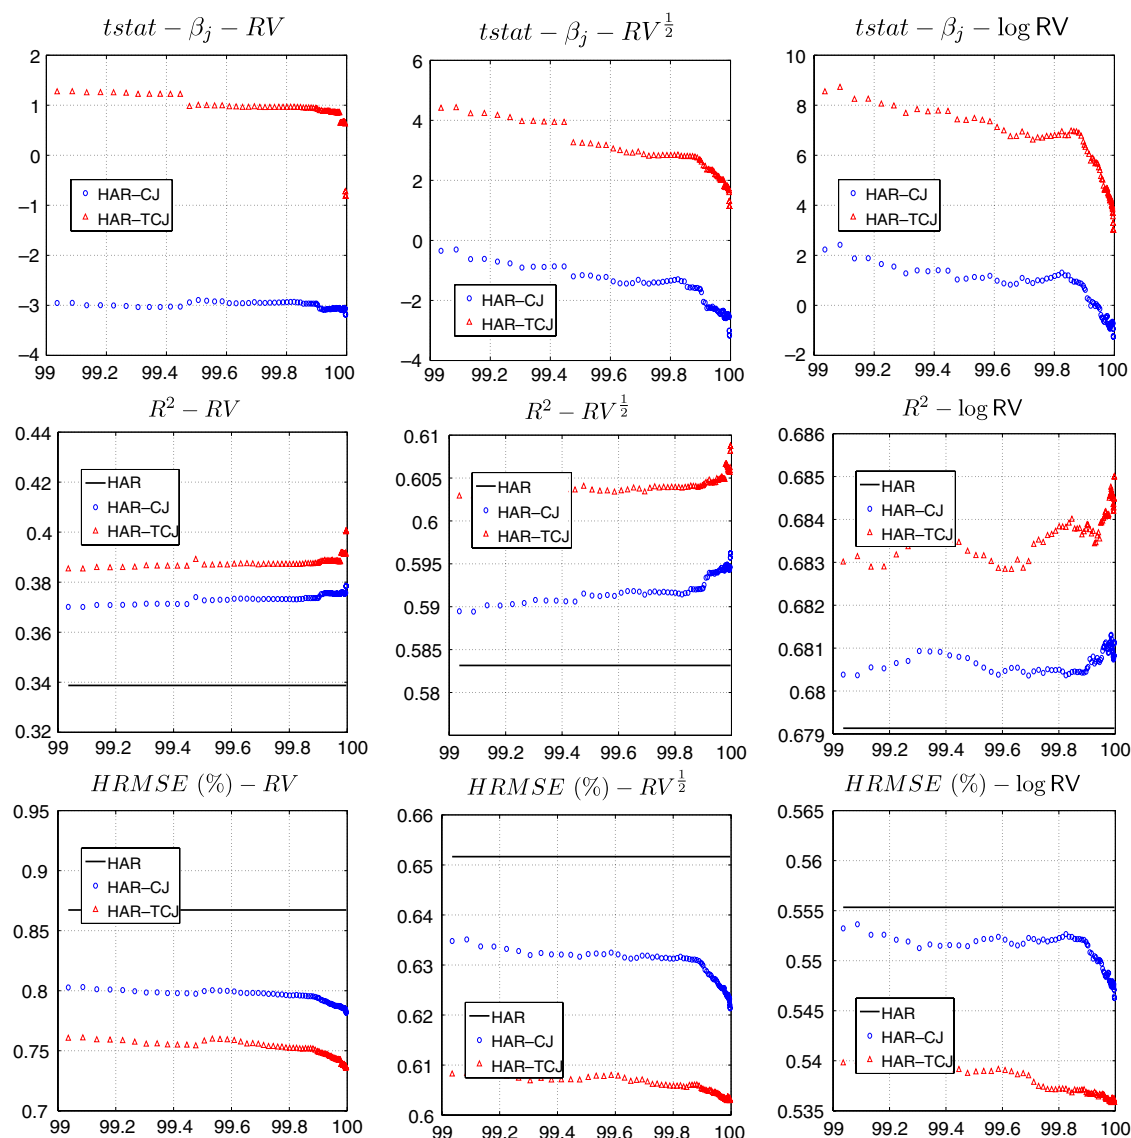 tstat − β_j − RV
2
1
0
−1
−2
−3
−4
HAR−CJ
HAR−TCJ
99 99.2 99.4 99.6 99.8 100
tstat − β_j − RV^{1/2}
6
4
2
0
−2
−4
HAR−CJ
HAR−TCJ
99 99.2 99.4 99.6 99.8 100
tstat − β_j − log RV
10
8
6
4
2
0
−2
HAR−CJ
HAR−TCJ
99 99.2 99.4 99.6 99.8 100
R² − RV
0.44
0.42
0.4
0.38
0.36
0.34
0.32
HAR
HAR−CJ
HAR−TCJ
99 99.2 99.4 99.6 99.8 100
R² − RV^{1/2}
0.61
0.605
0.6
0.595
0.59
0.585
0.58
HAR
HAR−CJ
HAR−TCJ
99 99.2 99.4 99.6 99.8 100
R² − log RV
0.686
0.685
0.684
0.683
0.682
0.681
0.68
0.679
HAR
HAR−CJ
HAR−TCJ
99 99.2 99.4 99.6 99.8 100
HRMSE (%) − RV
0.95
0.9
0.85
0.8
0.75
0.7
HAR
HAR−CJ
HAR−TCJ
99 99.2 99.4 99.6 99.8 100
HRMSE (%) − RV^{1/2}
0.66
0.65
0.64
0.63
0.62
0.61
0.6
HAR
HAR−CJ
HAR−TCJ
99 99.2 99.4 99.6 99.8 100
HRMSE (%) − log RV
0.565
0.56
0.555
0.55
0.545
0.54
0.535
HAR
HAR−CJ
HAR−TCJ
99 99.2 99.4 99.6 99.8 100